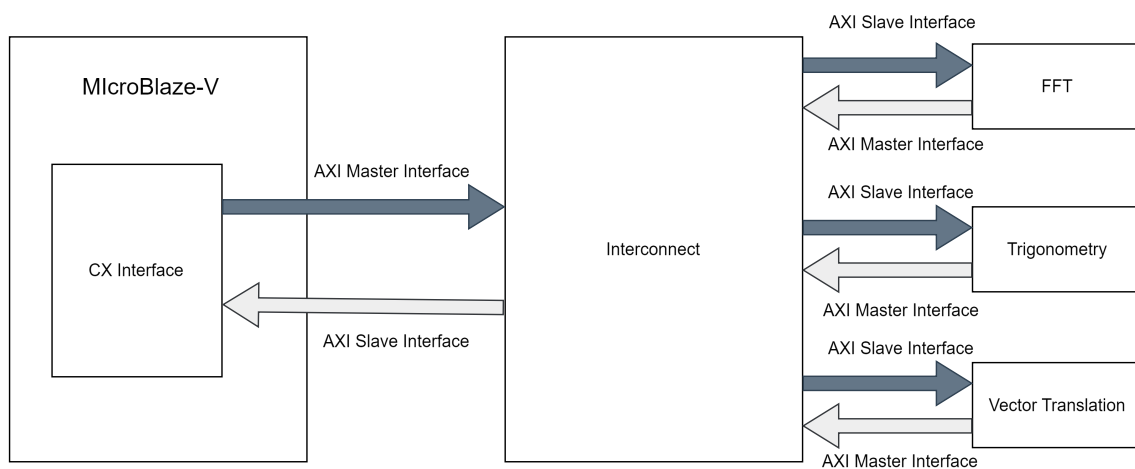 MIcroBlaze-V
CX Interface
AXI Master Interface
AXI Slave Interface
Interconnect
AXI Slave Interface
FFT
AXI Master Interface
AXI Slave Interface
Trigonometry
AXI Master Interface
AXI Slave Interface
Vector Translation
AXI Master Interface